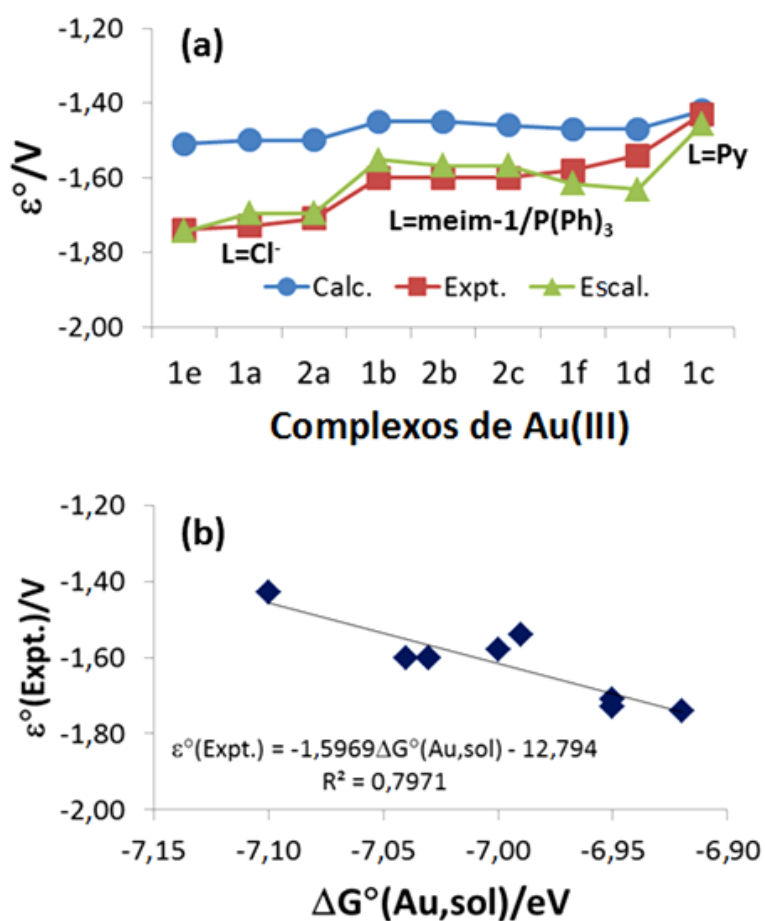 (a)
ε°/V
-1,20
-1,40
-1,60
-1,80
-2,00
L=Cl⁻
L=meim-1/P(Ph)₃
L=Py
Calc. Expt. Escal.
1e 1a 2a 1b 2b 2c 1f 1d 1c
Complexos de Au(III)
(b)
ε°(Expt.)/V
-1,20
-1,40
-1,60
-1,80
-2,00
ε°(Expt.) = -1,5969ΔG°(Au,sol) - 12,794
R² = 0,7971
-7,15 -7,10 -7,05 -7,00 -6,95 -6,90
ΔG°(Au,sol)/eV